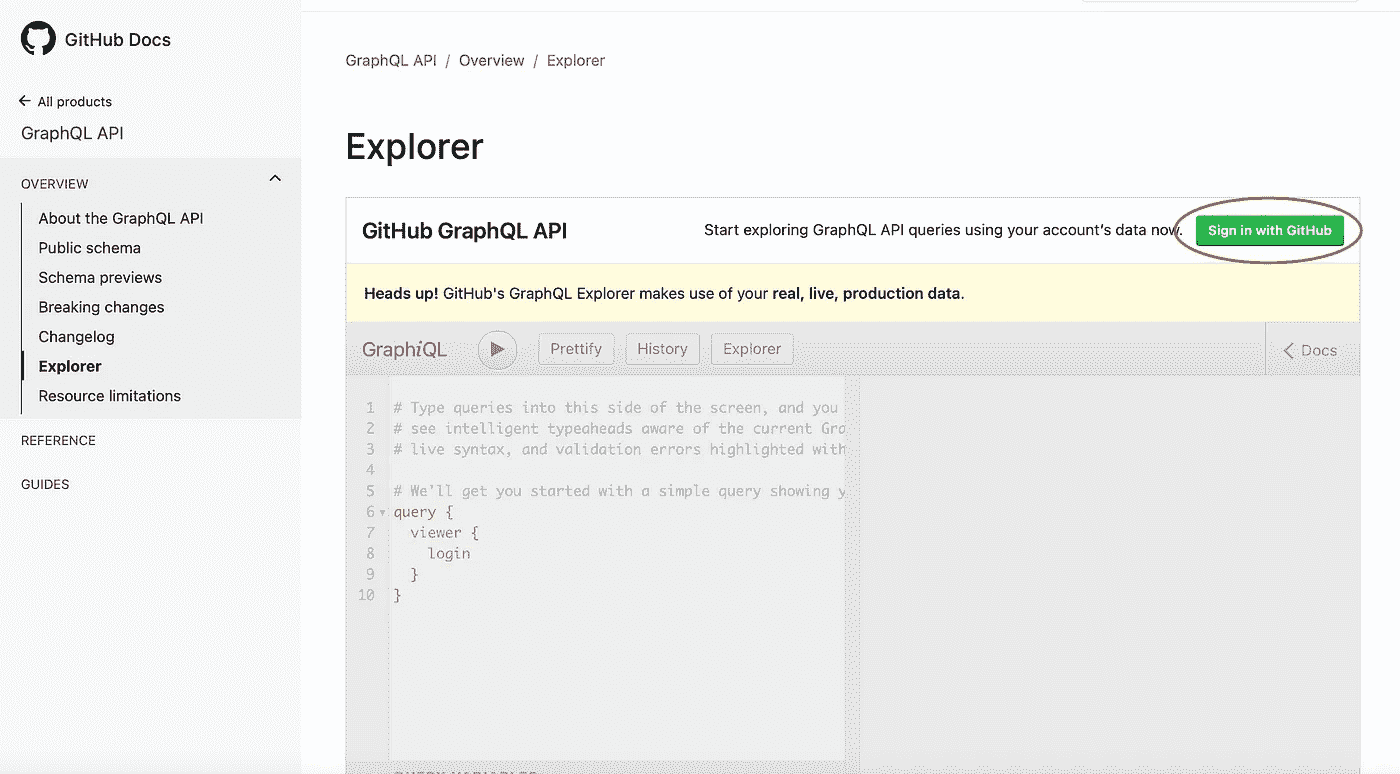 GitHub Docs
All products
GraphQL API
OVERVIEW
About the GraphQL API
Public schema
Schema previews
Breaking changes
Changelog
Explorer
Resource limitations
REFERENCE
GUIDES
GraphQL API / Overview / Explorer
Explorer
GitHub GraphQL API
Start exploring GraphQL API queries using your account's data now.
Sign in with GitHub
Heads up! GitHub's GraphQL Explorer makes use of your real, live, production data.
GraphiQL
Prettify
History
Explorer
Docs
1 # Type queries into this side of the screen, and you
2 # see intelligent typeaheads aware of the current Gra
3 # live syntax, and validation errors highlighted with
4
5 # We'll get you started with a simple query showing y
6 query {
7 viewer {
8 login
9 }
10 }